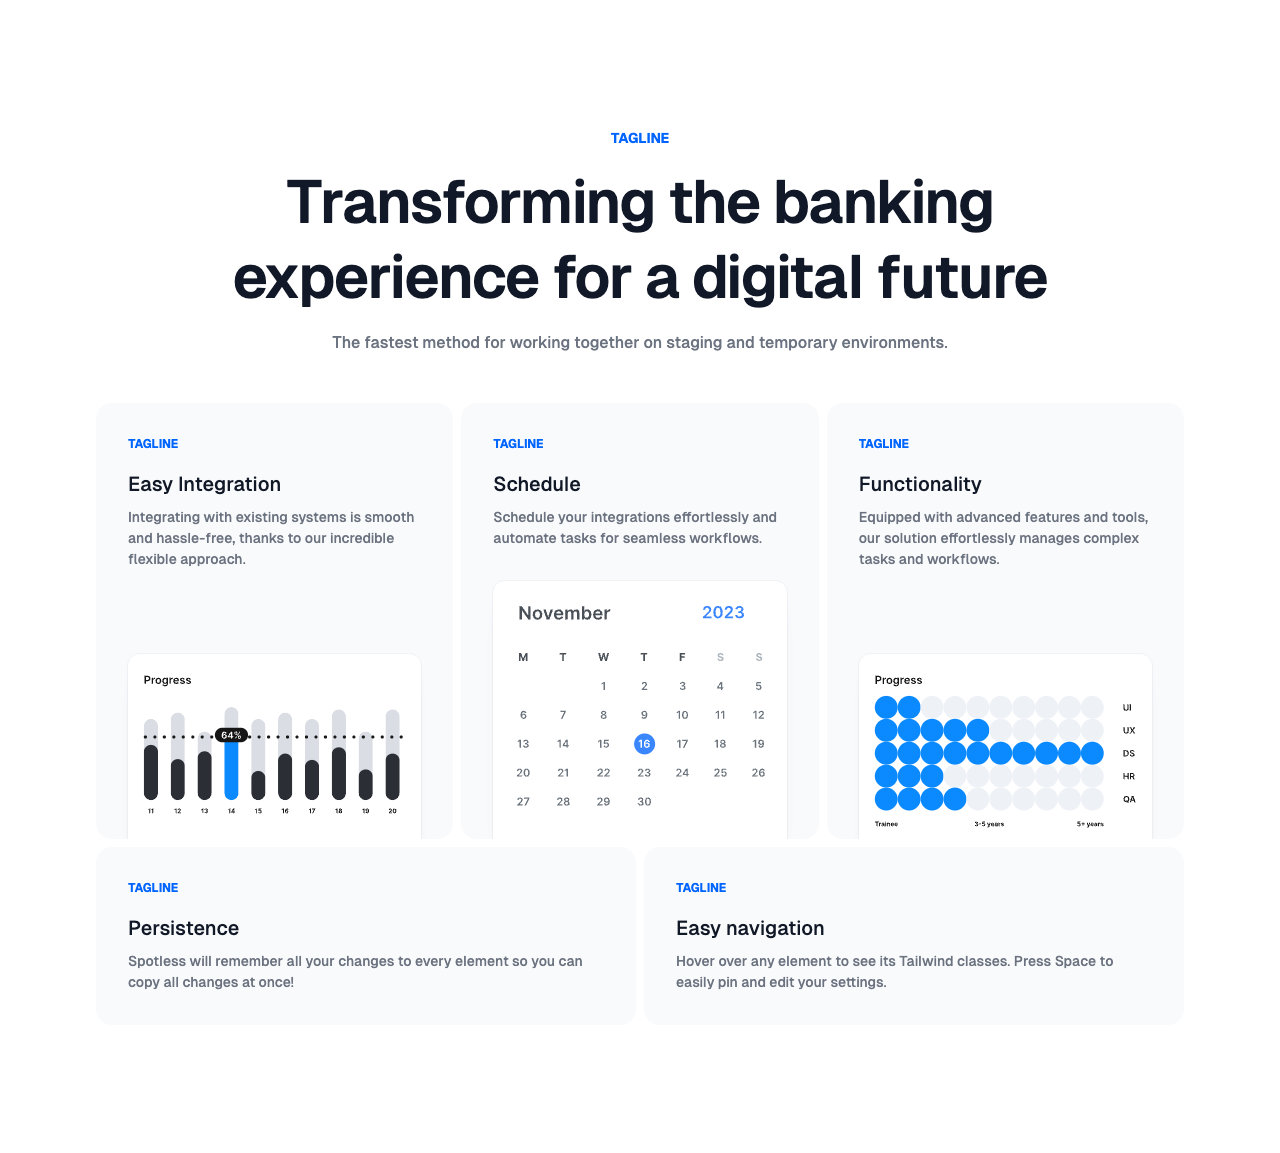 TAGLINE
Transforming the banking
experience for a digital future
The fastest method for working together on staging and temporary environments.
TAGLINE
Easy Integration
Integrating with existing systems is smooth
and hassle-free, thanks to our incredible
flexible approach.
Progress
64%
11 12 13 14 15 16 17 18 19 20
TAGLINE
Schedule
Schedule your integrations effortlessly and
automate tasks for seamless workflows.
November 2023
M T W T F S S
1 2 3 4 5
6 7 8 9 10 11 12
13 14 15 16 17 18 19
20 21 22 23 24 25 26
27 28 29 30
TAGLINE
Functionality
Equipped with advanced features and tools,
our solution effortlessly manages complex
tasks and workflows.
Progress
UI
UX
DS
HR
QA
Trainee 3-5 years 5+ years
TAGLINE
Persistence
Spotless will remember all your changes to every element so you can
copy all changes at once!
TAGLINE
Easy navigation
Hover over any element to see its Tailwind classes. Press Space to
easily pin and edit your settings.